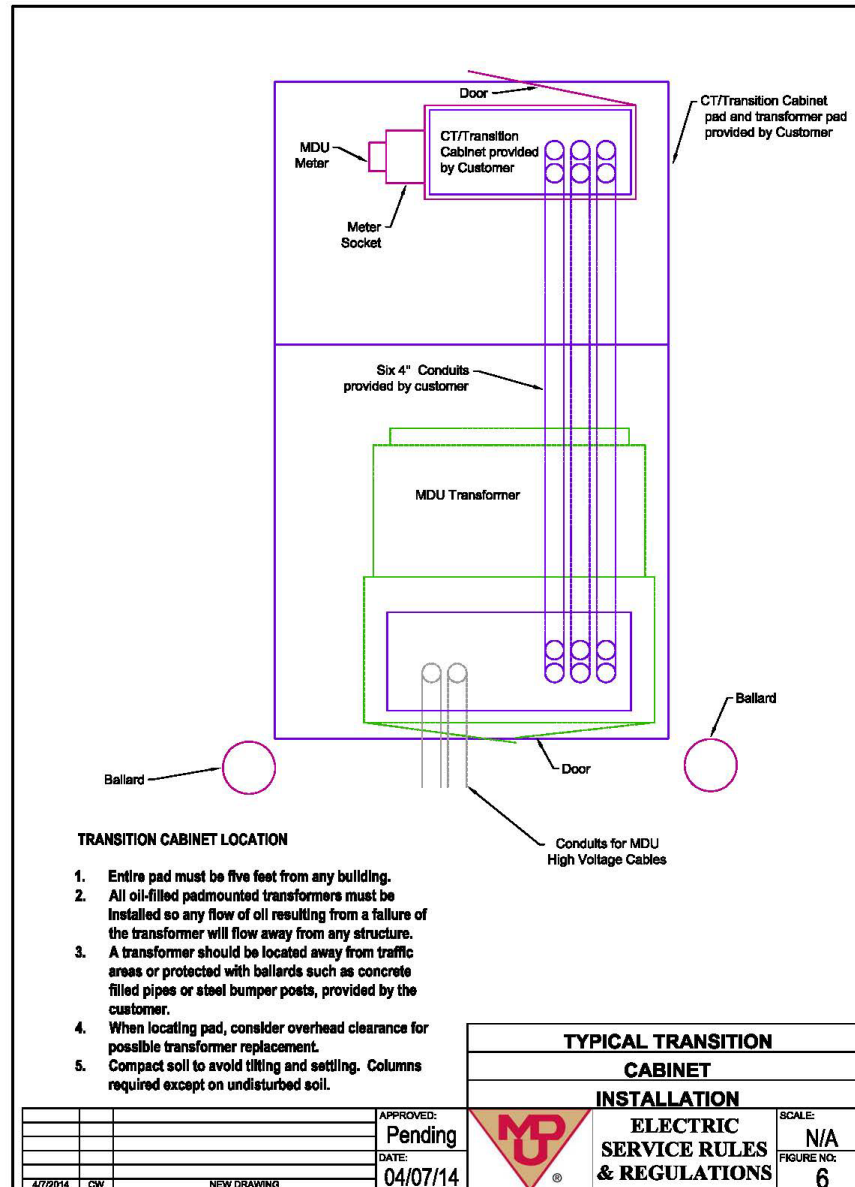 Door
CT/Transition Cabinet
pad and transformer pad
provided by Customer
CT/Transition
Cabinet provided
by Customer
MDU
Meter
Meter
Socket
Six 4" Conduits
provided by customer
MDU Transformer
Ballard
Ballard
Door
Conduits for MDU
High Voltage Cables
TRANSITION CABINET LOCATION
1. Entire pad must be five feet from any building.
2. All oil-filled padmounted transformers must be
installed so any flow of oil resulting from a failure of
the transformer will flow away from any structure.
3. A transformer should be located away from traffic
areas or protected with ballards such as concrete
filled pipes or steel bumper posts, provided by the
customer.
4. When locating pad, consider overhead clearance for
possible transformer replacement.
5. Compact soil to avoid tilting and settling. Columns
required except on undisturbed soil.
TYPICAL TRANSITION
CABINET
INSTALLATION
APPROVED:
Pending
DATE:
04/07/14
MDU
®
ELECTRIC
SERVICE RULES
& REGULATIONS
SCALE:
N/A
FIGURE NO:
6
4/7/2014 CW NEW DRAWING